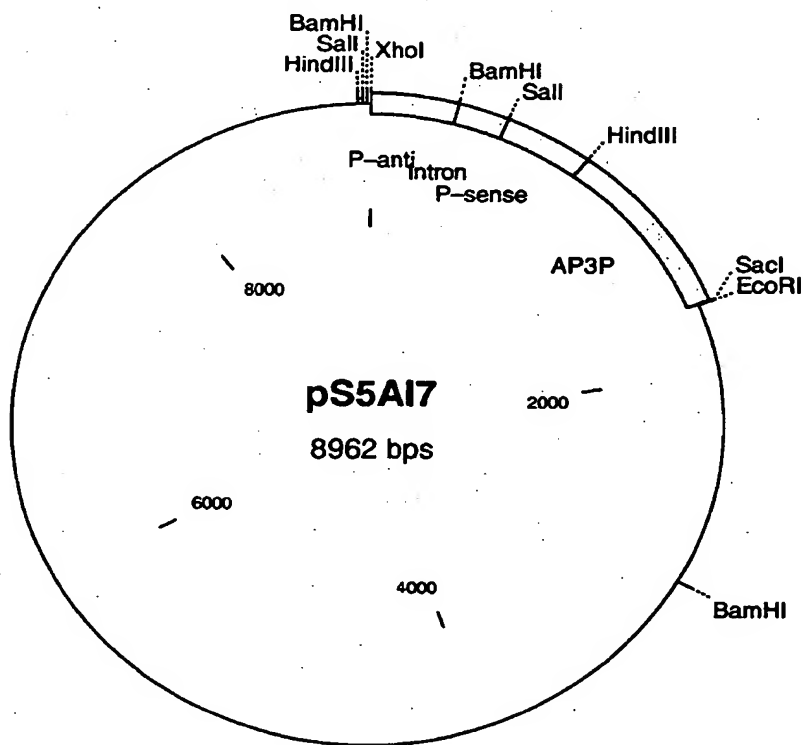 BamHI
SalI
HindIII
XhoI
BamHI
SalI
HindIII
P-anti
Intron
P-sense
AP3P
SacI
EcoRI
8000
2000
pS5AI7
8962 bps
6000
4000
BamHI